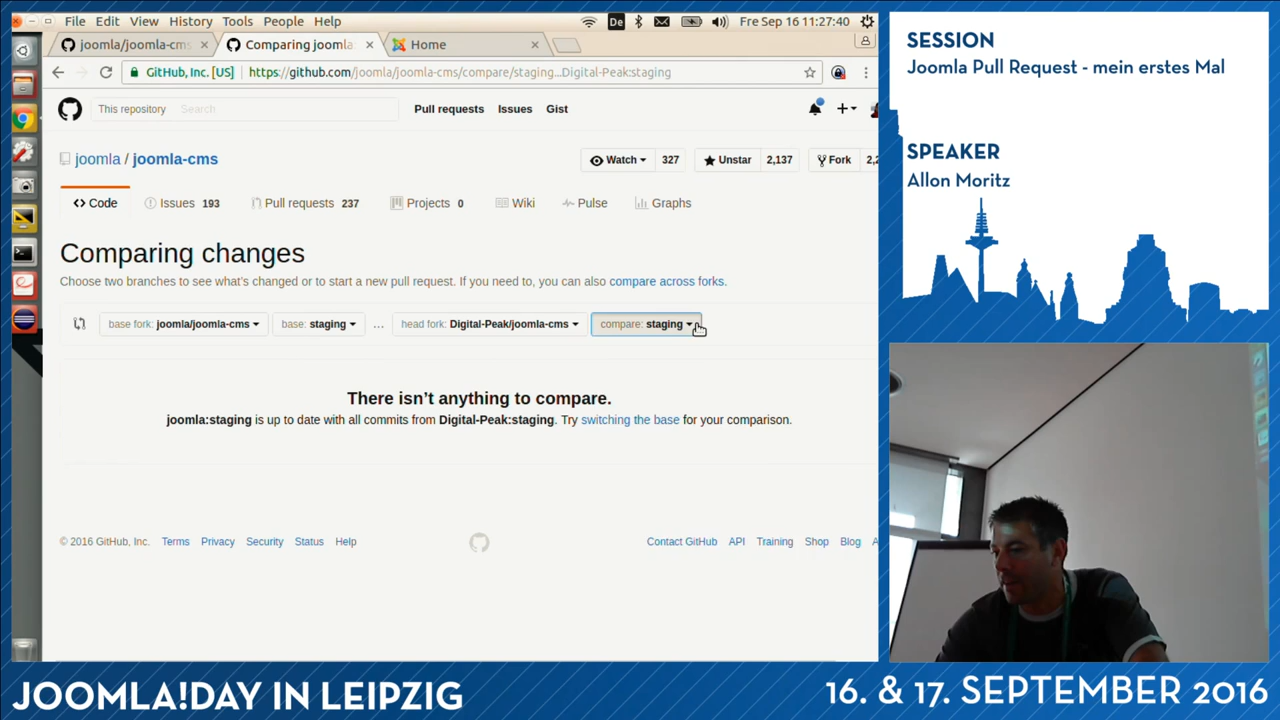 File Edit View History Tools People Help
De
Fri Sep 16 11:27:40
joomla/joomla-cms
Comparing joomla
Home
GitHub, Inc. [US]
https://github.com/joomla/joomla-cms/compare/staging...Digital-Peak:staging
This repository
Search
Pull requests Issues Gist
joomla / joomla-cms
Watch 327
Unstar 2,137
Fork
Code
Issues 193
Pull requests 237
Projects 0
Wiki
Pulse
Graphs
Comparing changes
Choose two branches to see what's changed or to start a new pull request. If you need to, you can also compare across forks.
base fork: joomla/joomla-cms
base: staging
...
head fork: Digital-Peak/joomla-cms
compare: staging
There isn't anything to compare.
joomla:staging is up to date with all commits from Digital-Peak:staging. Try switching the base for your comparison.
© 2016 GitHub, Inc. Terms Privacy Security Status Help
Contact GitHub API Training Shop Blog
SESSION
Joomla Pull Request - mein erstes Mal
SPEAKER
Allon Moritz
JOOMLA!DAY IN LEIPZIG
16. & 17. SEPTEMBER 2016